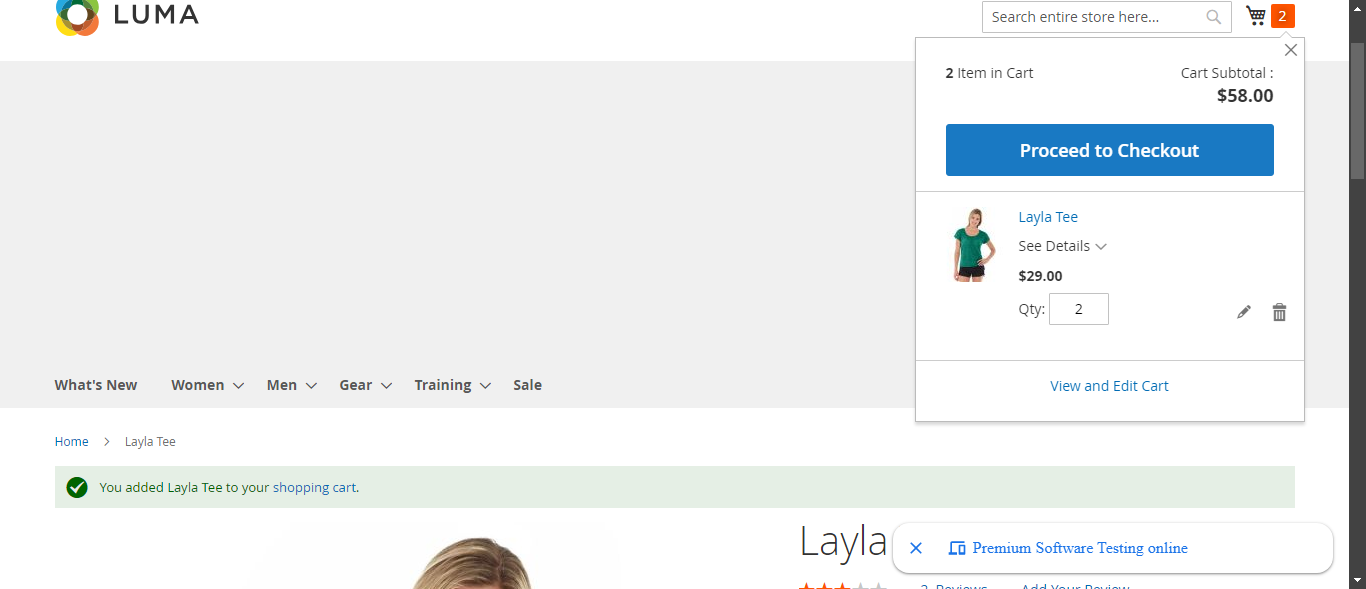 LUMA
Search entire store here...
2
2 Item in Cart
Cart Subtotal :
$58.00
Proceed to Checkout
Layla Tee
See Details
$29.00
Qty: 2
View and Edit Cart
What's New Women Men Gear Training Sale
Home Layla Tee
You added Layla Tee to your shopping cart.
Layla
Premium Software Testing online
2 Reviews Add Your Review